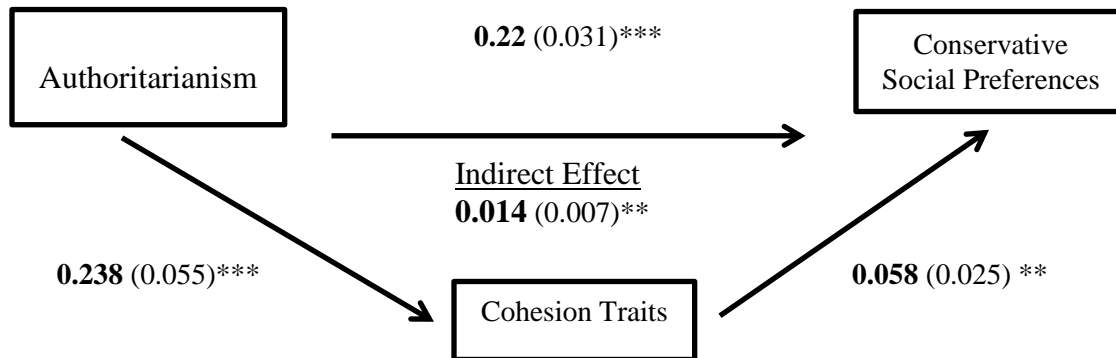 0.22 (0.031)***
Authoritarianism
Conservative
Social Preferences
Indirect Effect
0.014 (0.007)**
0.238 (0.055)***
0.058 (0.025) **
Cohesion Traits